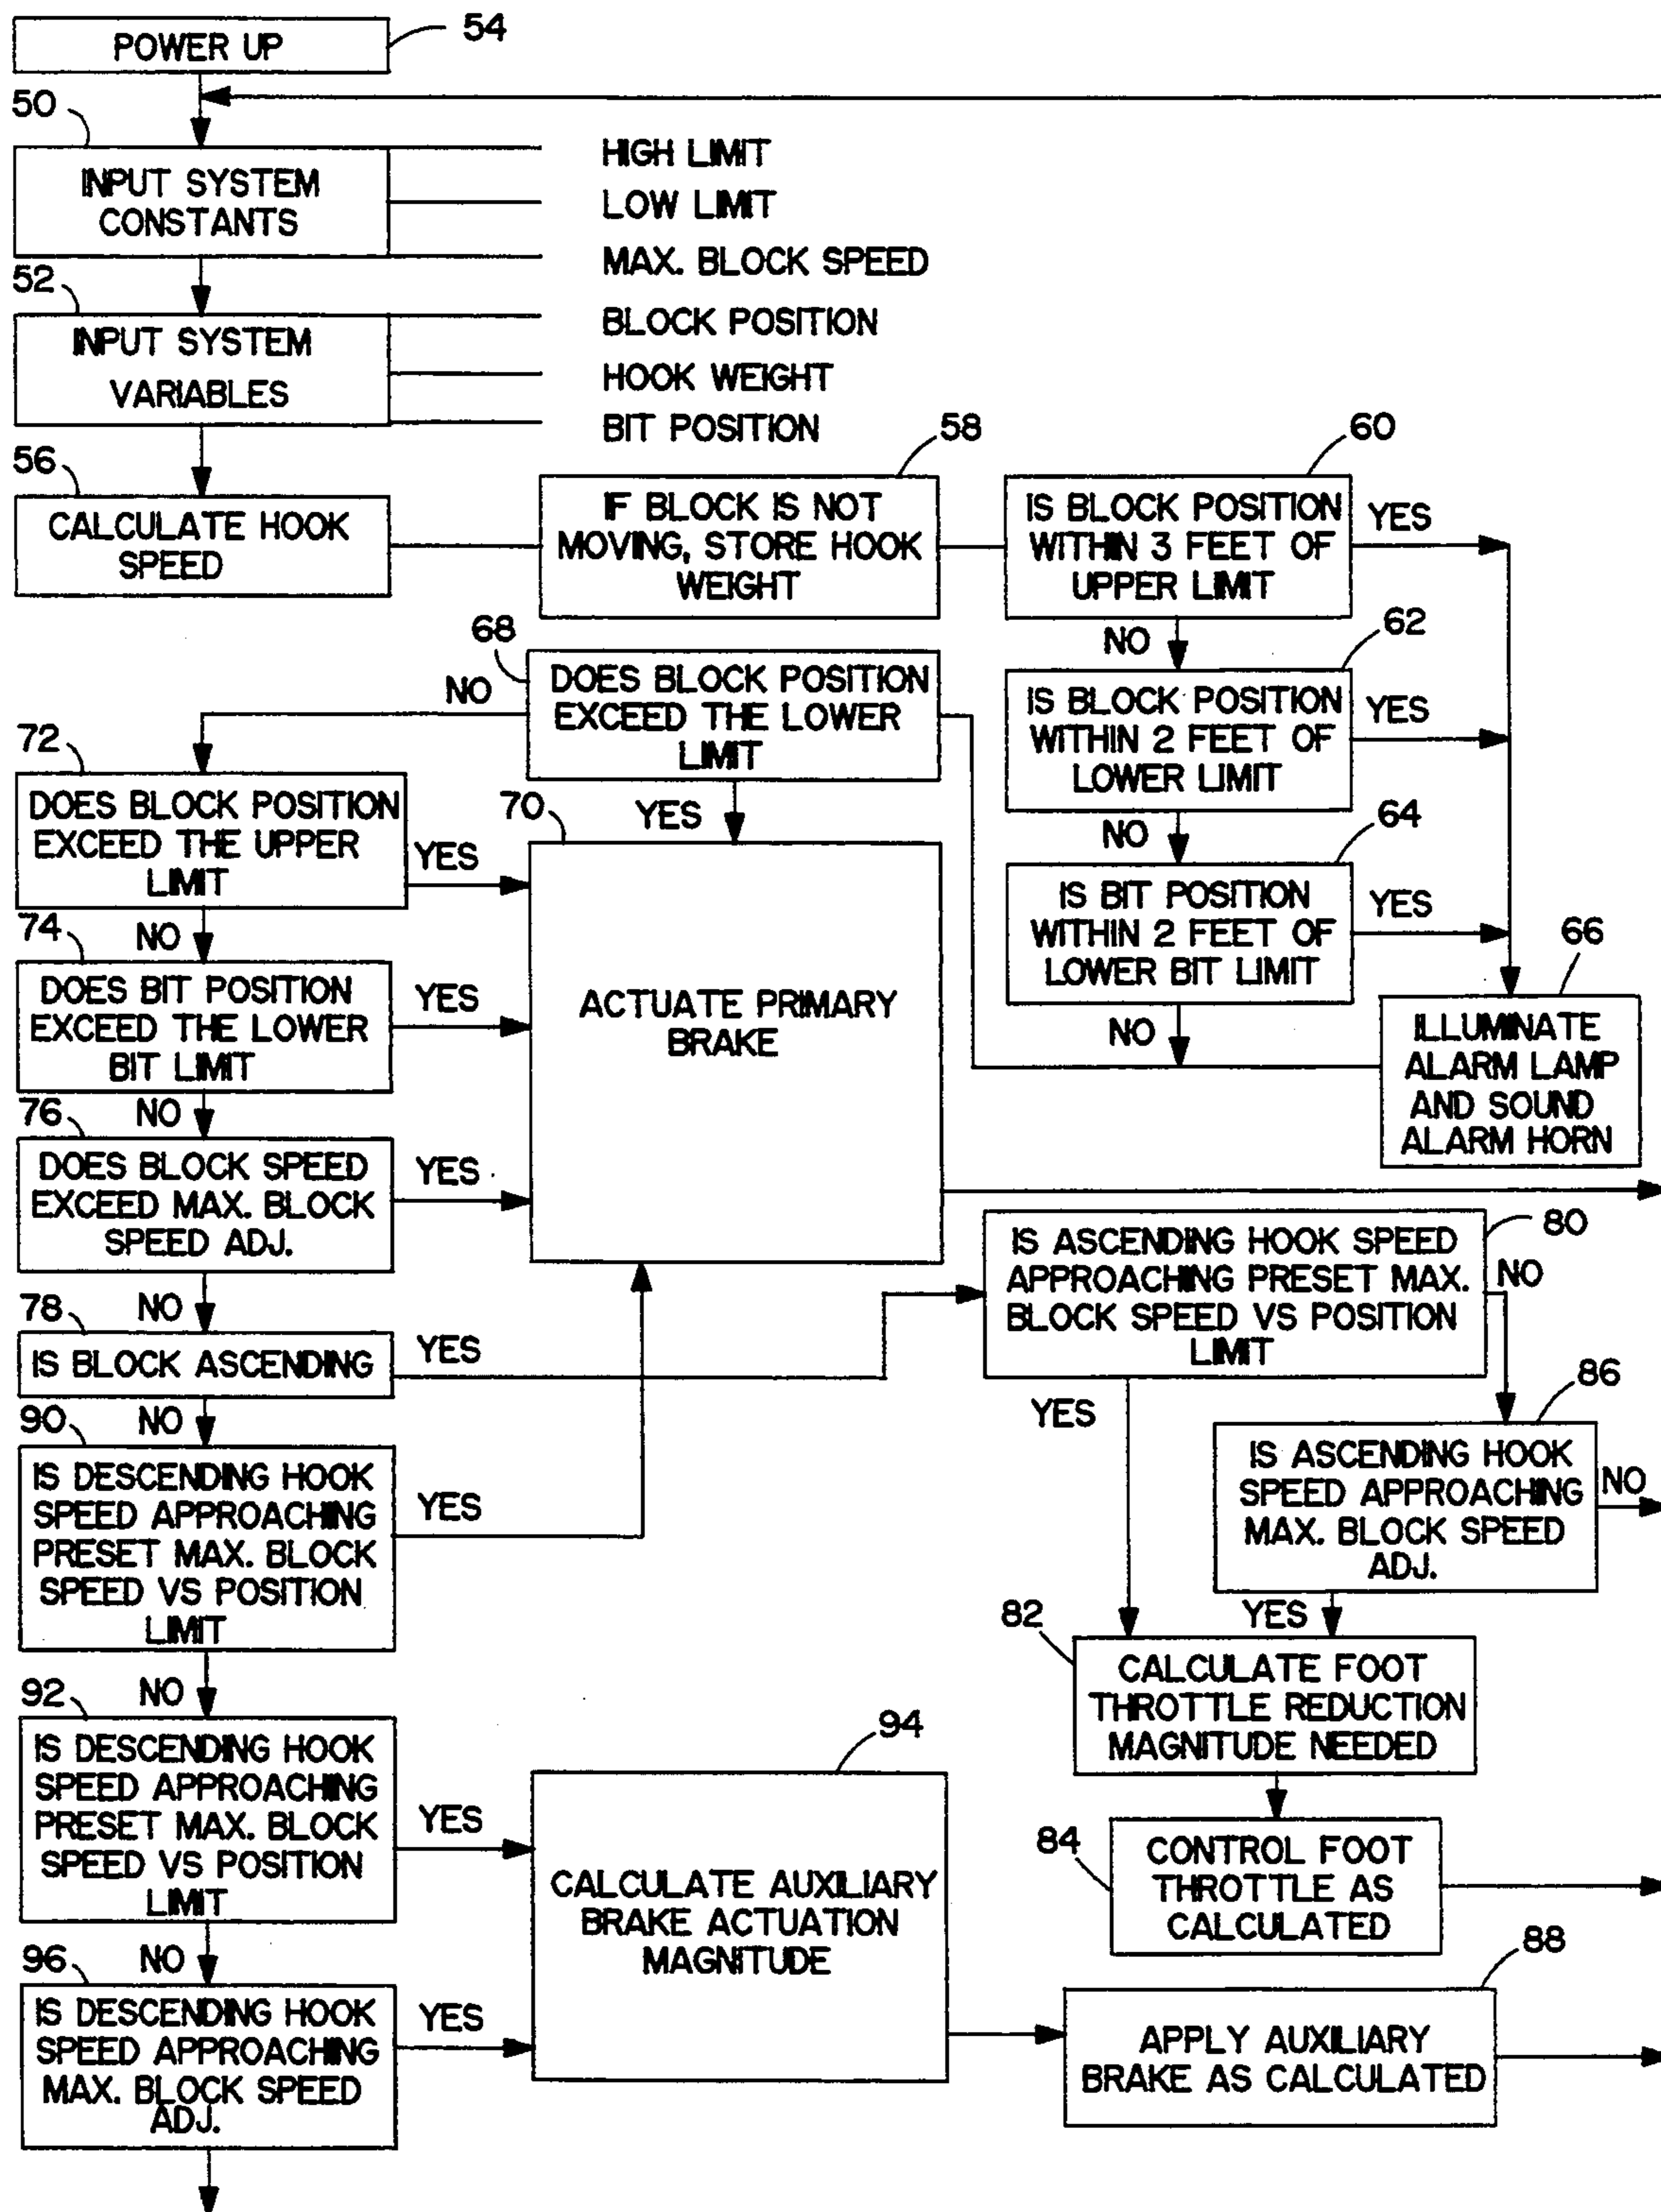 POWER UP
54
50
INPUT SYSTEM
CONSTANTS
HIGH LIMIT
LOW LIMIT
MAX. BLOCK SPEED
52
INPUT SYSTEM
VARIABLES
BLOCK POSITION
HOOK WEIGHT
BIT POSITION
56
CALCULATE HOOK
SPEED
58
IF BLOCK IS NOT
MOVING, STORE HOOK
WEIGHT
60
IS BLOCK POSITION
WITHIN 3 FEET OF
UPPER LIMIT
YES
NO
62
IS BLOCK POSITION
WITHIN 2 FEET OF
LOWER LIMIT
YES
NO
64
IS BIT POSITION
WITHIN 2 FEET OF
LOWER BIT LIMIT
YES
NO
66
ILLUMINATE
ALARM LAMP
AND SOUND
ALARM HORN
68
DOES BLOCK POSITION
EXCEED THE LOWER
LIMIT
NO
YES
70
ACTUATE PRIMARY
BRAKE
72
DOES BLOCK POSITION
EXCEED THE UPPER
LIMIT
YES
NO
74
DOES BIT POSITION
EXCEED THE LOWER
BIT LIMIT
YES
NO
76
DOES BLOCK SPEED
EXCEED MAX. BLOCK
SPEED ADJ.
YES
NO
78
IS BLOCK ASCENDING
YES
NO
80
IS ASCENDING HOOK SPEED
APPROACHING PRESET MAX.
BLOCK SPEED VS POSITION
LIMIT
NO
YES
86
IS ASCENDING HOOK
SPEED APPROACHING
MAX. BLOCK SPEED
ADJ.
NO
YES
82
CALCULATE FOOT
THROTTLE REDUCTION
MAGNITUDE NEEDED
84
CONTROL FOOT
THROTTLE AS
CALCULATED
90
IS DESCENDING HOOK
SPEED APPROACHING
PRESET MAX. BLOCK
SPEED VS POSITION
LIMIT
YES
NO
92
IS DESCENDING HOOK
SPEED APPROACHING
PRESET MAX. BLOCK
SPEED VS POSITION
LIMIT
YES
NO
94
CALCULATE AUXILIARY
BRAKE ACTUATION
MAGNITUDE
96
IS DESCENDING HOOK
SPEED APPROACHING
MAX. BLOCK SPEED
ADJ.
YES
88
APPLY AUXILIARY
BRAKE AS CALCULATED